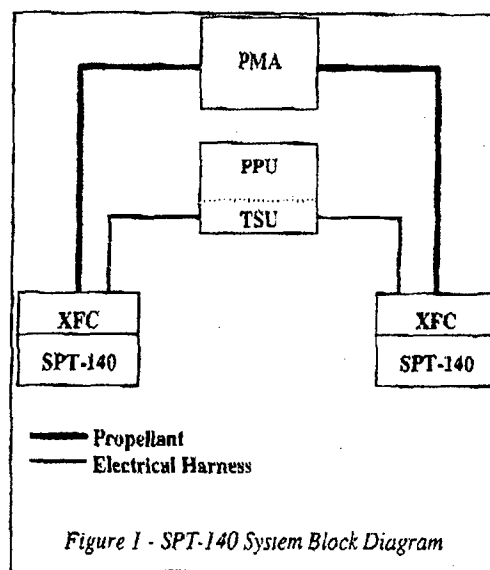 PMA
PPU
TSU
XFC
SPT-140
XFC
SPT-140
Propellant
Electrical Harness
Figure 1 - SPT-140 System Block Diagram